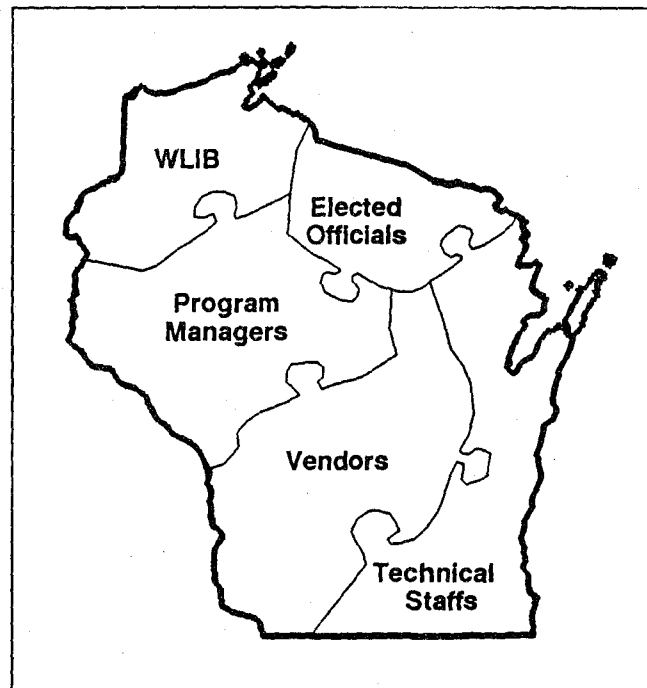 WLIB
Elected
Officials
Program
Managers
Vendors
Technical
Staffs